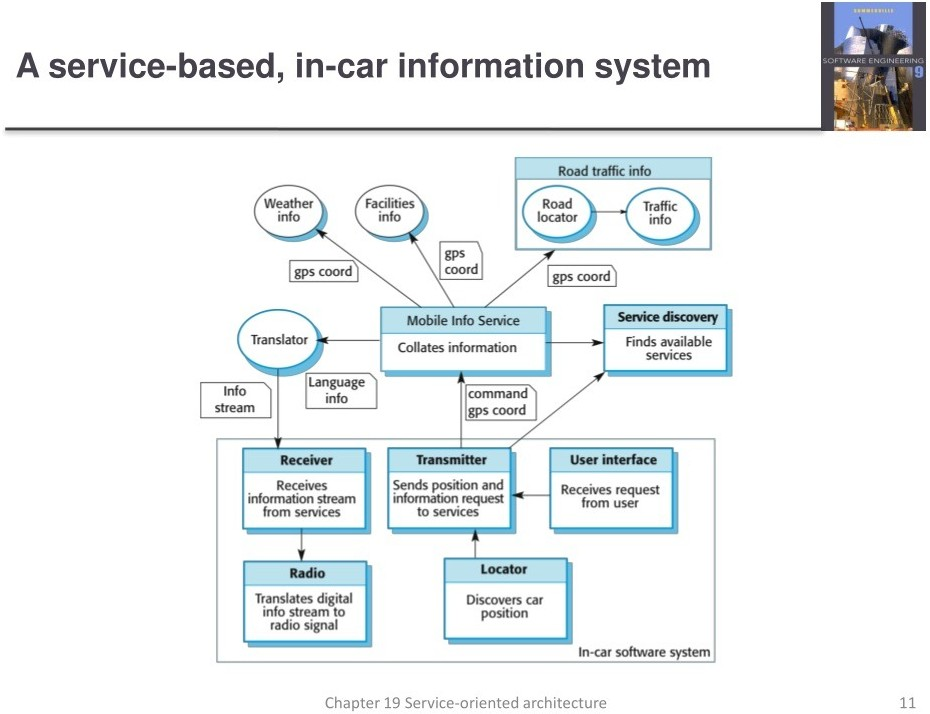 A service-based, in-car information system
SOMMERVILLE
SOFTWARE ENGINEERING
9
Road traffic info
Weather
info
Facilities
info
Road
locator
Traffic
info
gps coord
gps
coord
gps coord
Mobile Info Service
Collates information
Service discovery
Finds available
services
Translator
Info
stream
Language
info
command
gps coord
Receiver
Receives
information stream
from services
Transmitter
Sends position and
information request
to services
User interface
Receives request
from user
Radio
Translates digital
info stream to
radio signal
Locator
Discovers car
position
In-car software system
Chapter 19 Service-oriented architecture
11